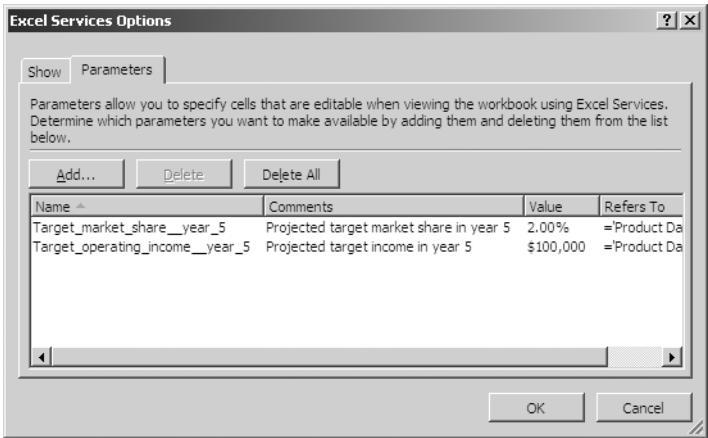 Excel Services Options
Show Parameters
Parameters allow you to specify cells that are editable when viewing the workbook using Excel Services.
Determine which parameters you want to make available by adding them and deleting them from the list
below.
Add... Delete Delete All
Name Comments Value Refers To
Target_market_share__year_5 Projected target market share in year 5 2.00% ='Product Da
Target_operating_income__year_5 Projected target income in year 5 $100,000 ='Product Da
OK Cancel